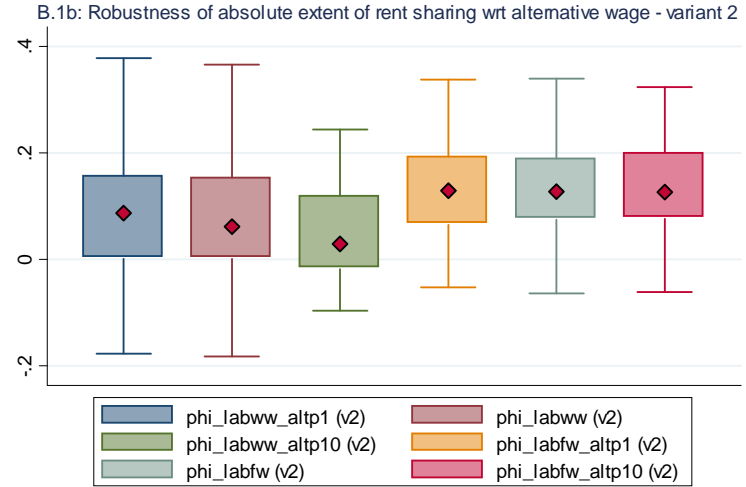 B.1b: Robustness of absolute extent of rent sharing wrt alternative wage - variant 2
.4
.2
0
-.2
phi_labww_altp1 (v2) phi_labww (v2)
phi_labww_altp10 (v2) phi_labfw_altp1 (v2)
phi_labfw (v2) phi_labfw_altp10 (v2)